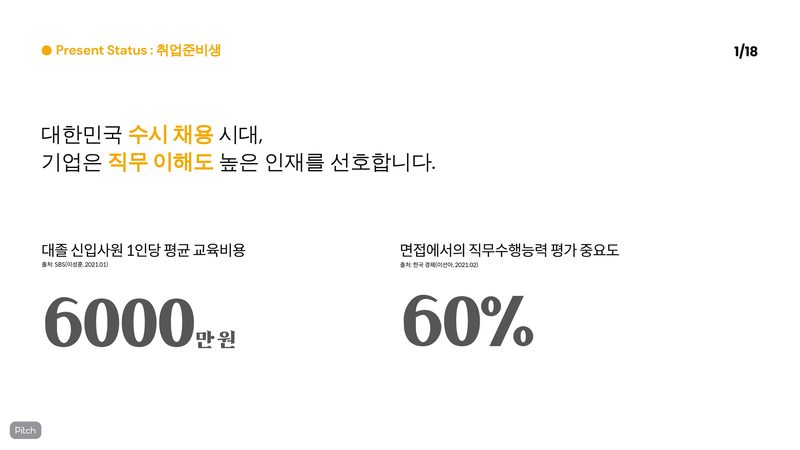 Present Status : 취업준비생
1/18
대한민국 수시 채용 시대,
기업은 직무 이해도 높은 인재를 선호합니다.
대졸 신입사원 1인당 평균 교육비용
출처: SBS(이성훈, 2021.01)
6000만 원
면접에서의 직무수행능력 평가 중요도
출처: 한국 경제(이선아, 2021.02)
60%
Pitch